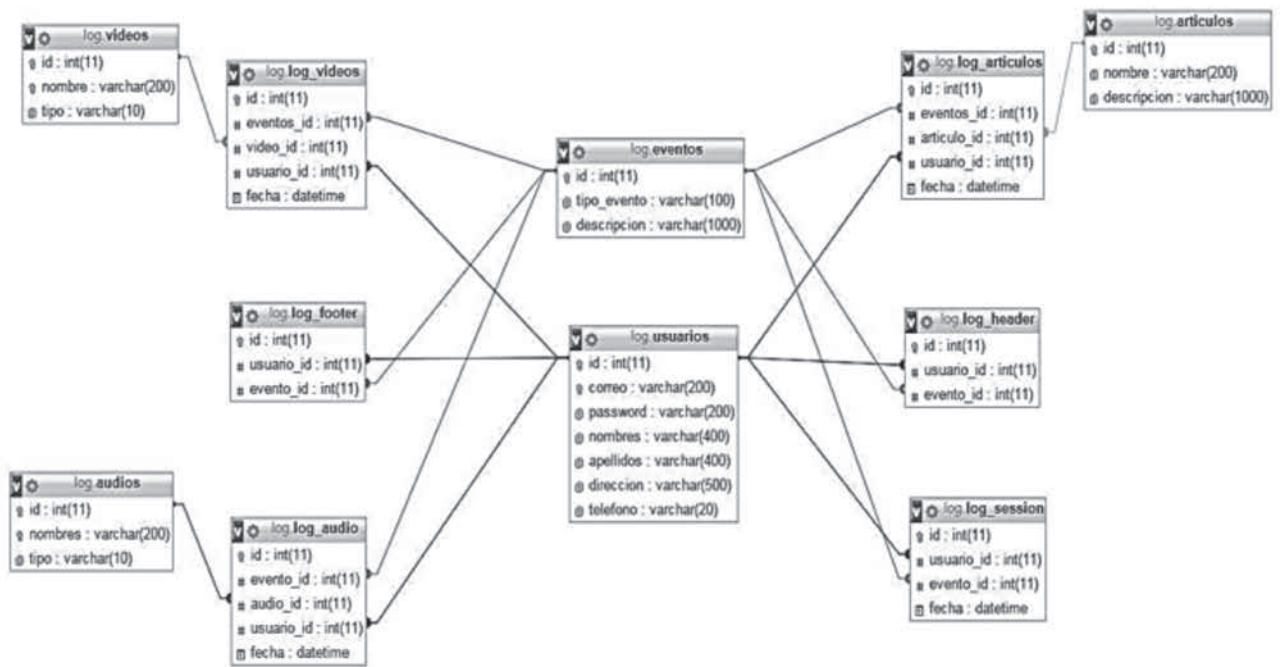 log.videos
id : int(11)
nombre : varchar(200)
tipo : varchar(10)
log.log_videos
id : int(11)
eventos_id : int(11)
video_id : int(11)
usuario_id : int(11)
fecha : datetime
log.eventos
id : int(11)
tipo_evento : varchar(100)
descripcion : varchar(1000)
log.log_articulos
id : int(11)
eventos_id : int(11)
articulo_id : int(11)
usuario_id : int(11)
fecha : datetime
log.articulos
id : int(11)
nombre : varchar(200)
descripcion : varchar(1000)
log.log_footer
id : int(11)
usuario_id : int(11)
evento_id : int(11)
log.usuarios
id : int(11)
correo : varchar(200)
password : varchar(200)
nombres : varchar(400)
apellidos : varchar(400)
direccion : varchar(500)
telefono : varchar(20)
log.log_header
id : int(11)
usuario_id : int(11)
evento_id : int(11)
log.audios
id : int(11)
nombres : varchar(200)
tipo : varchar(10)
log.log_audio
id : int(11)
evento_id : int(11)
audio_id : int(11)
usuario_id : int(11)
fecha : datetime
log.log_session
id : int(11)
usuario_id : int(11)
evento_id : int(11)
fecha : datetime